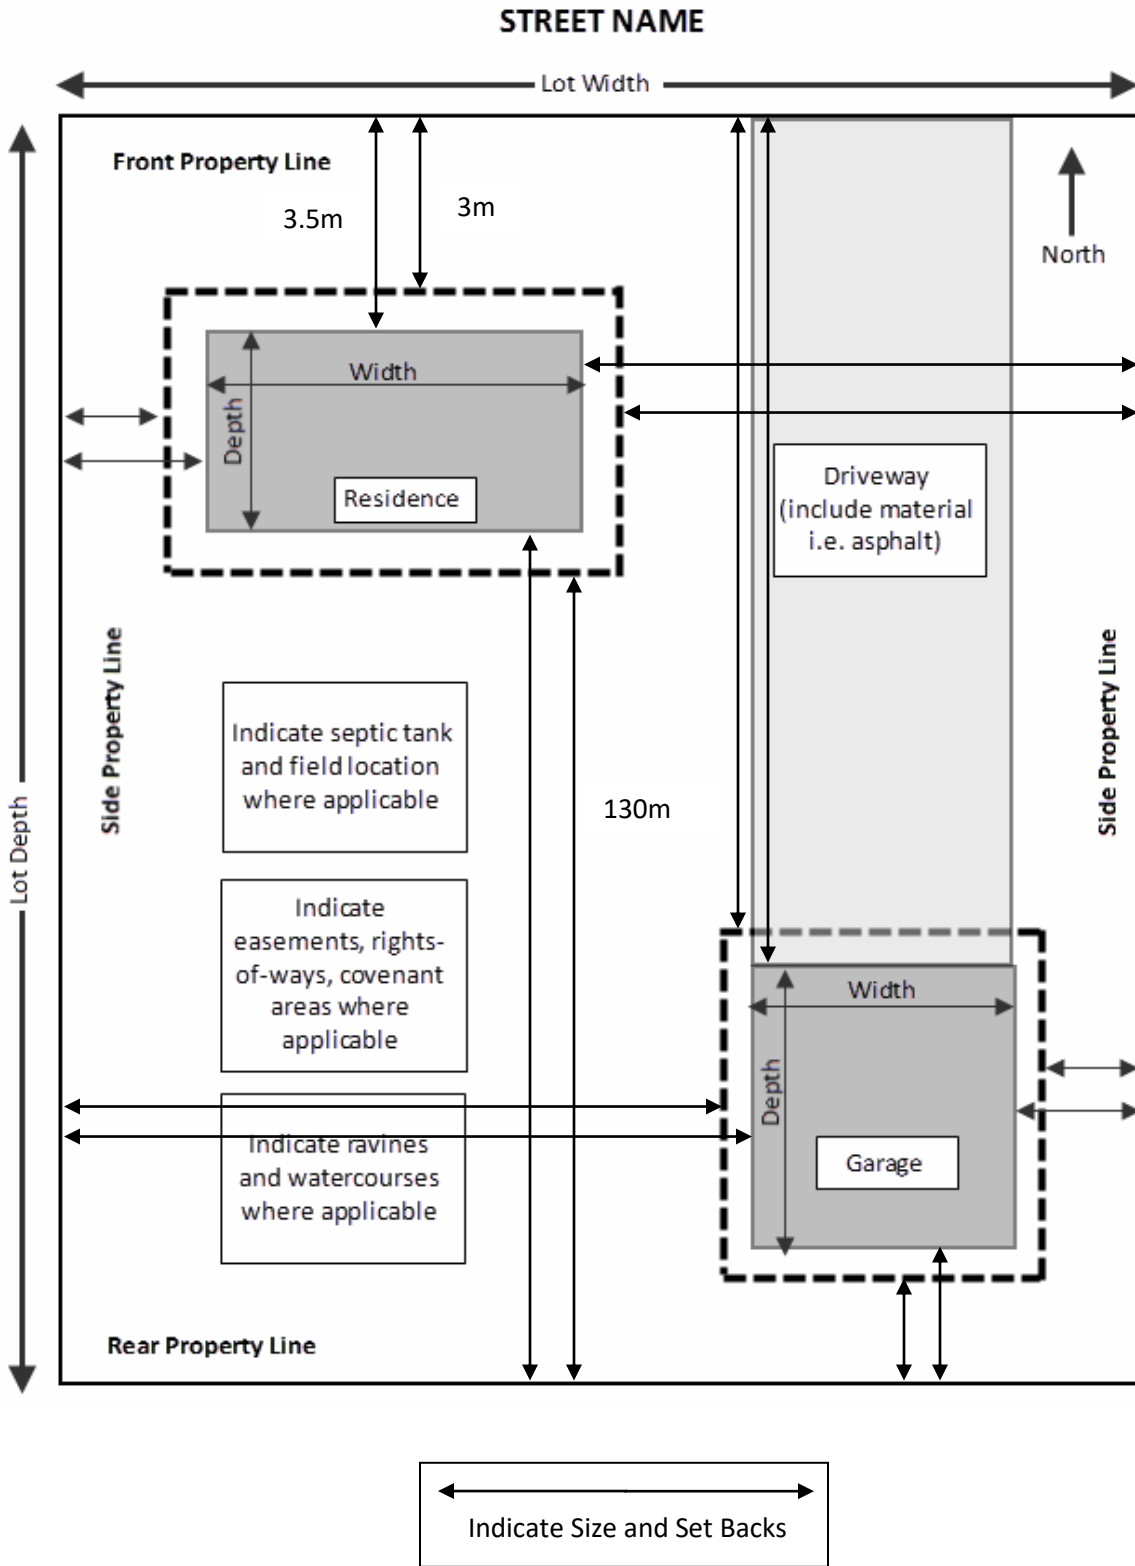 STREET NAME
Lot Width
Front Property Line
3.5m
3m
North
Width
Depth
Residence
Driveway
(include material
i.e. asphalt)
Side Property Line
Side Property Line
Lot Depth
Indicate septic tank
and field location
where applicable
130m
Indicate
easements, rights-
of-ways, covenant
areas where
applicable
Width
Depth
Garage
Indicate ravines
and watercourses
where applicable
Rear Property Line
Indicate Size and Set Backs